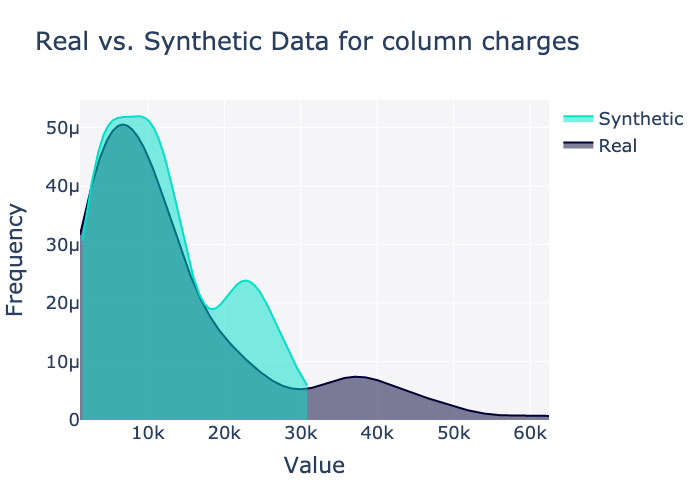 Real vs. Synthetic Data for column charges
Synthetic
Real
50μ
40μ
30μ
20μ
10μ
0
Frequency
10k
20k
30k
40k
50k
60k
Value